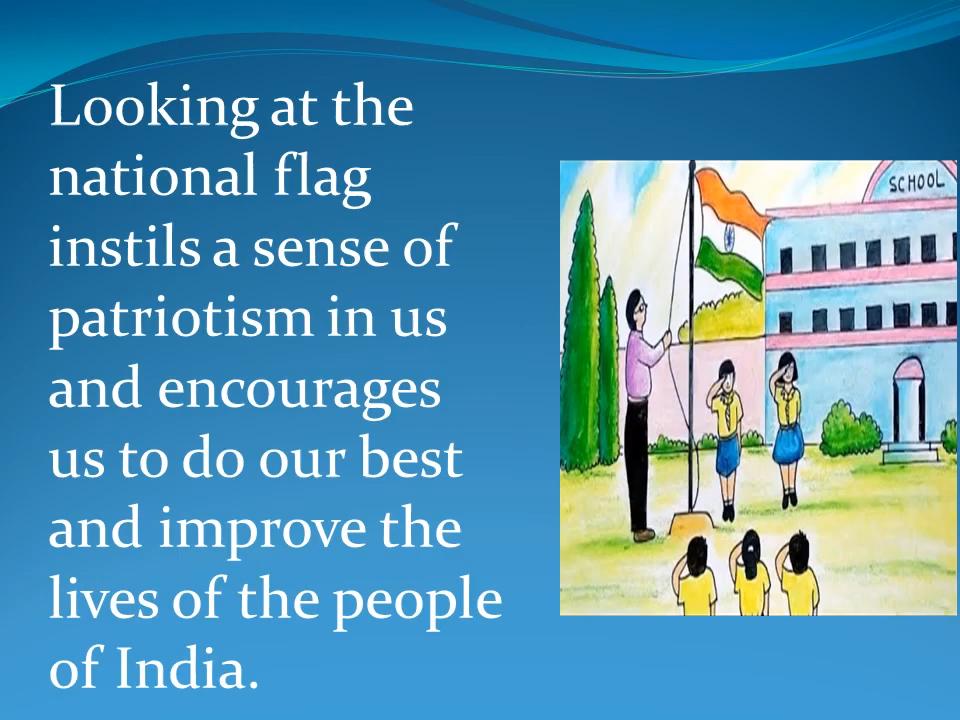 Looking at the
national flag
instils a sense of
patriotism in us
and encourages
us to do our best
and improve the
lives of the people
of India.
SCHOOL